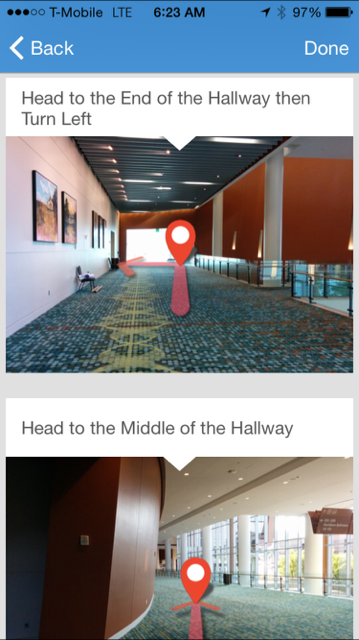 T-Mobile LTE 6:23 AM 97%
Back Done
Head to the End of the Hallway then
Turn Left
Head to the Middle of the Hallway